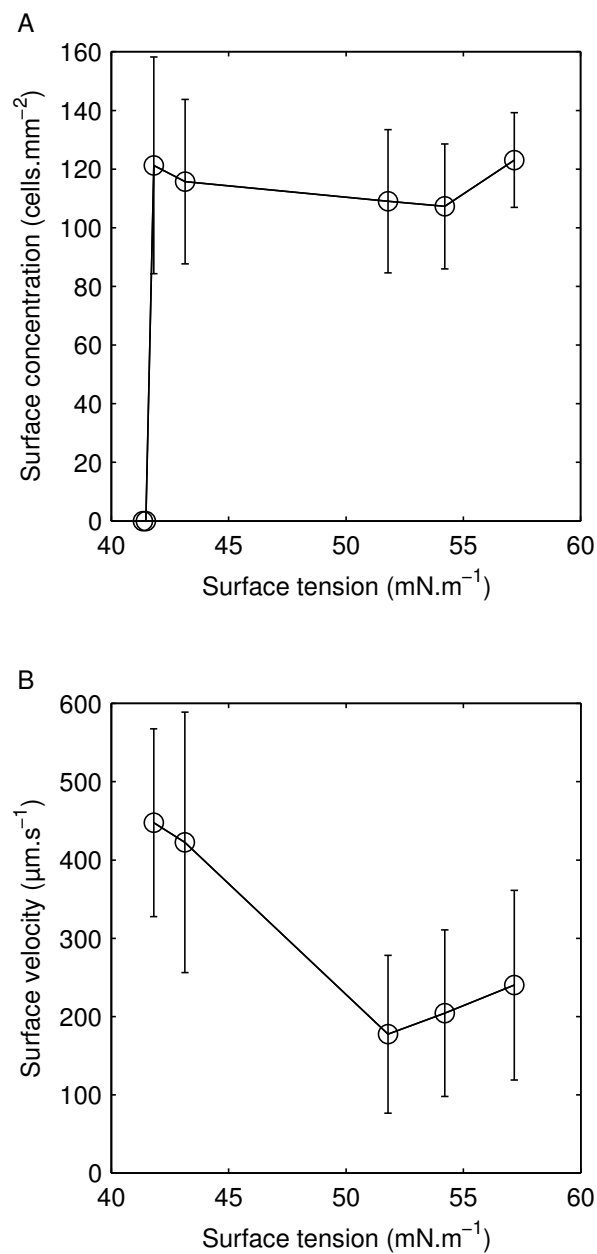 A
160
140
120
100
80
60
40
20
0
Surface concentration (cells.mm−2)
40 45 50 55 60
Surface tension (mN.m−1)
B
600
500
400
300
200
100
0
Surface velocity (µm.s−1)
40 45 50 55 60
Surface tension (mN.m−1)